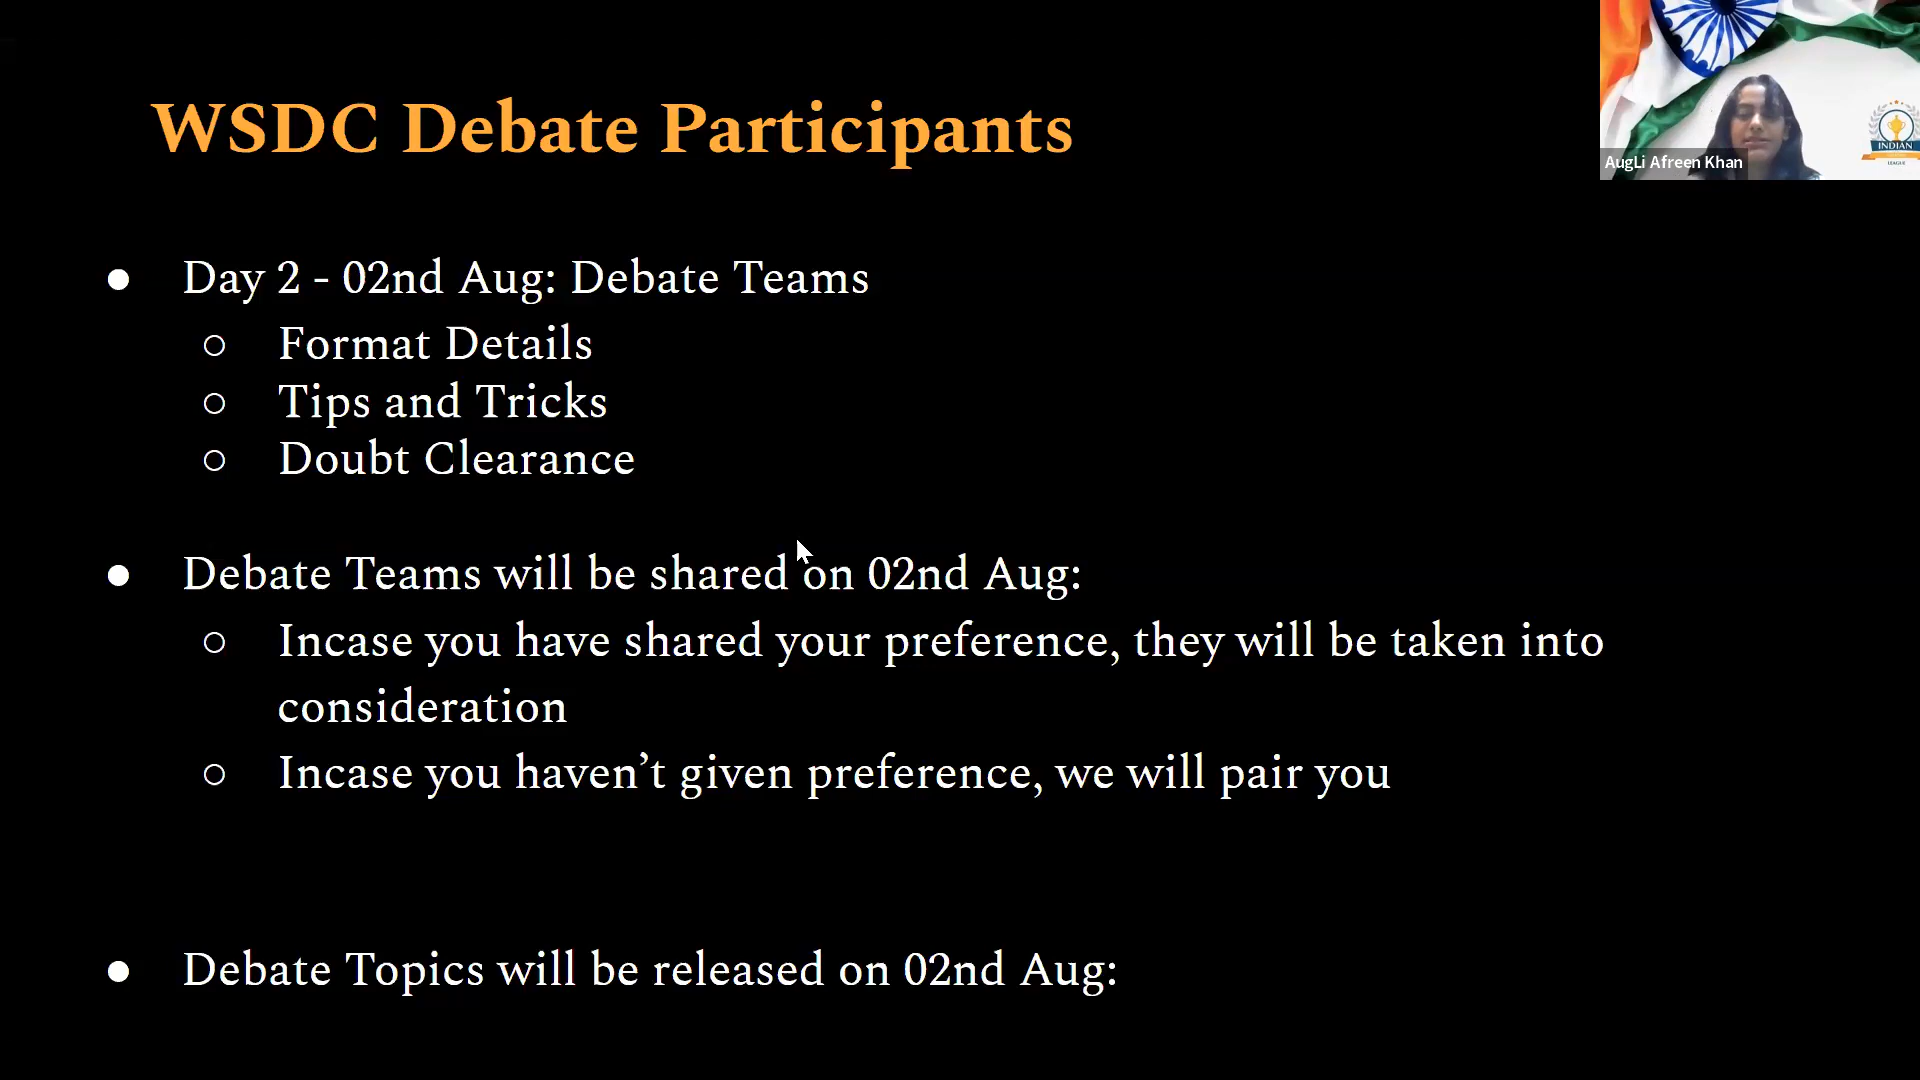 WSDC Debate Participants
AugLi Afreen Khan
INDIAN
LEAGUE
● Day 2 - 02nd Aug: Debate Teams
○ Format Details
○ Tips and Tricks
○ Doubt Clearance
● Debate Teams will be shared on 02nd Aug:
○ Incase you have shared your preference, they will be taken into
consideration
○ Incase you haven’t given preference, we will pair you
● Debate Topics will be released on 02nd Aug: